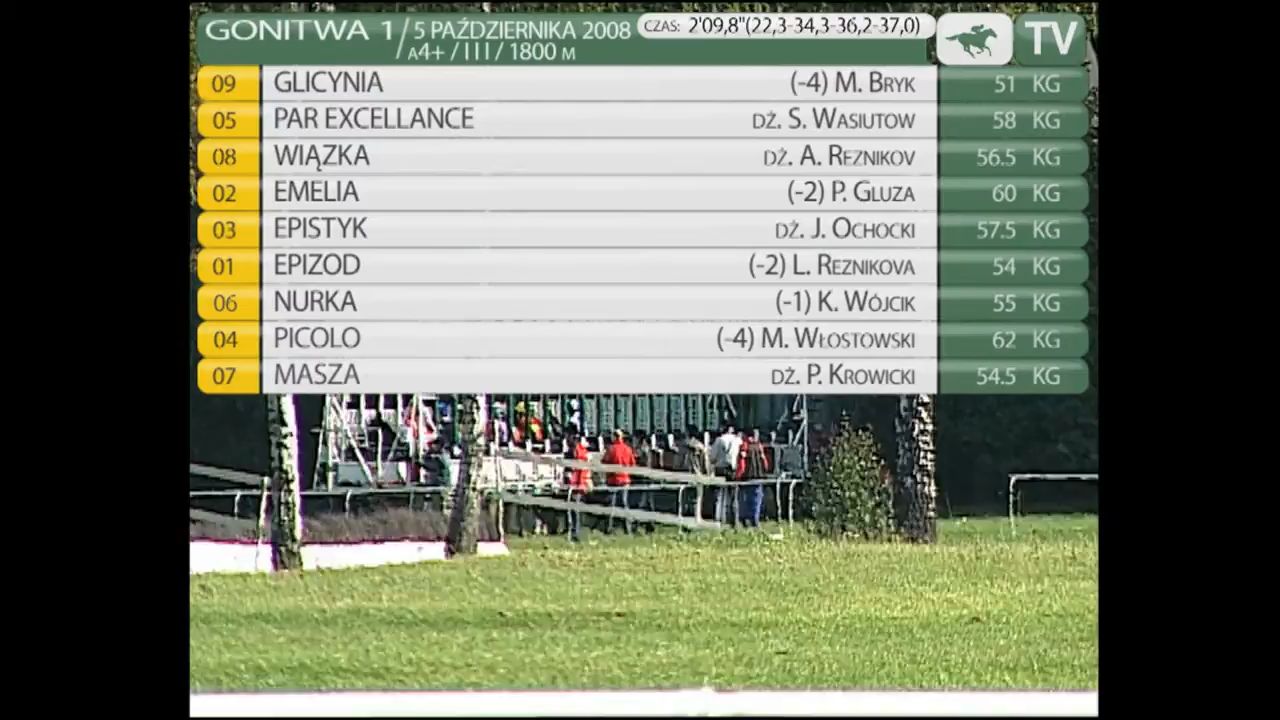 GONITWA 1 / 5 PAŹDZIERNIKA 2008 CZAS: 2'09,8"(22,3-34,3-36,2-37,0) TV
A4+ / III / 1800 M
09 GLICYNIA (-4) M. BRYK 51 KG
05 PAR EXCELLANCE DŻ. S. WASIUTOW 58 KG
08 WIĄZKA DŻ. A. REZNIKOV 56.5 KG
02 EMELIA (-2) P. GLUZA 60 KG
03 EPISTYK DŻ. J. OCHOCKI 57.5 KG
01 EPIZOD (-2) L. REZNIKOVA 54 KG
06 NURKA (-1) K. WÓJCIK 55 KG
04 PICOLO (-4) M. WŁOSTOWSKI 62 KG
07 MASZA DŻ. P. KROWICKI 54.5 KG